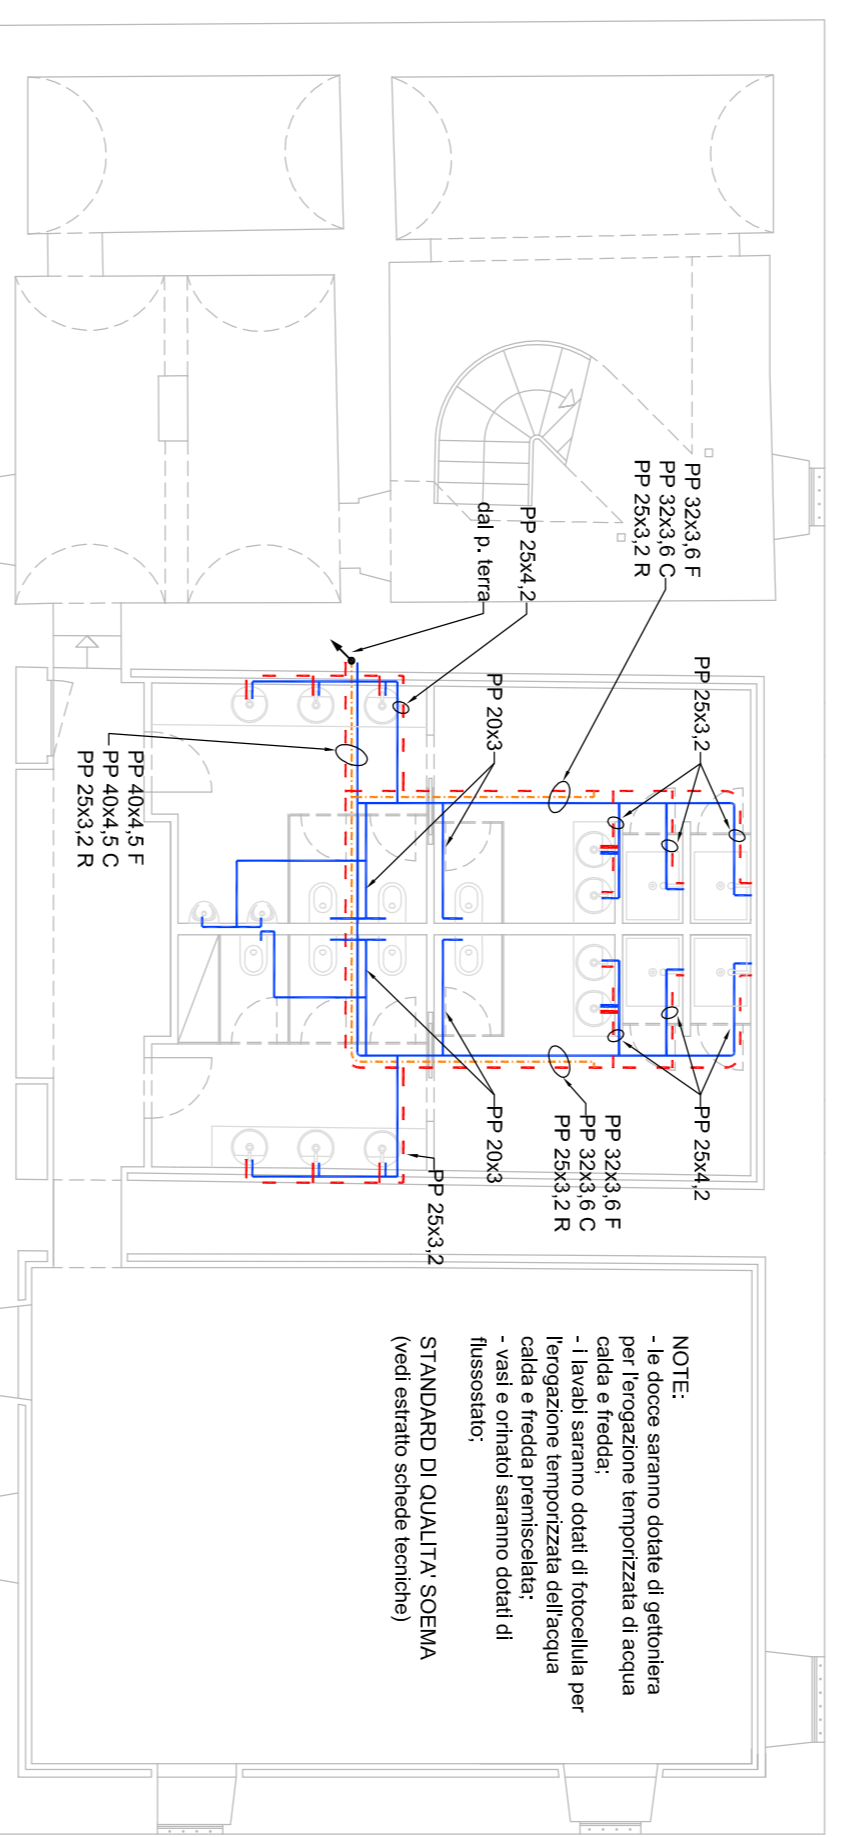 PP 32x3,6 F
PP 32x3,6 C
PP 25x3,2 R
PP 25x4,2
dal p. terra
PP 25x3,2
PP 20x3
PP 40x4,5 F
PP 40x4,5 C
PP 25x3,2 R
PP 25x4,2
PP 20x3
PP 32x3,6 F
PP 32x3,6 C
PP 25x3,2 R
PP 25x3,2
NOTE:
- le docce saranno dotate di gettoniera
per l'erogazione temporizzata di acqua
calda e fredda;
- i lavabi saranno dotati di fotocellula per
l'erogazione temporizzata dell'acqua
calda e fredda premiscelata;
- vasi e orinatoi saranno dotati di
flussostato;
STANDARD DI QUALITA' SOEMA
(vedi estratto schede tecniche)